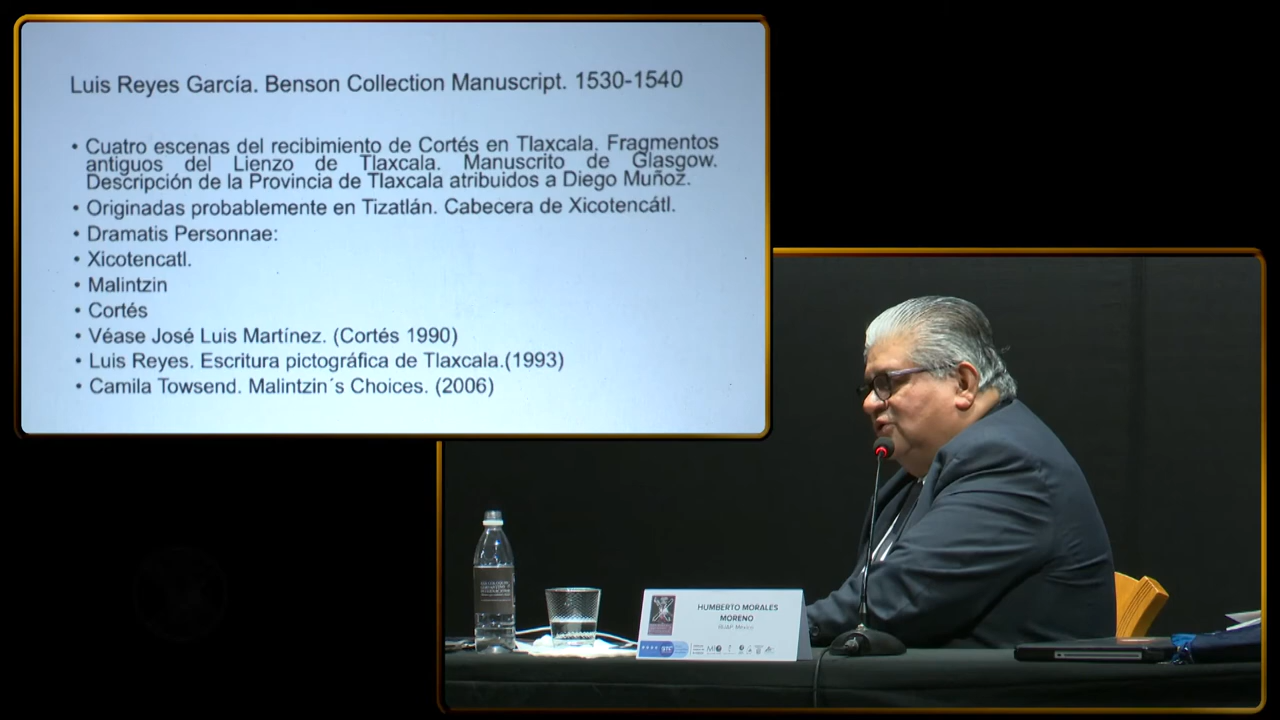 Luis Reyes García. Benson Collection Manuscript. 1530-1540
• Cuatro escenas del recibimiento de Cortés en Tlaxcala. Fragmentos
antiguos del Lienzo de Tlaxcala. Manuscrito de Glasgow.
Descripción de la Provincia de Tlaxcala atribuidos a Diego Muñoz.
• Originadas probablemente en Tizatlán. Cabecera de Xicotencátl.
• Dramatis Personnae:
• Xicotencatl.
• Malintzin
• Cortés
• Véase José Luis Martínez. (Cortés 1990)
• Luis Reyes. Escritura pictográfica de Tlaxcala.(1993)
• Camila Towsend. Malintzin´s Choices. (2006)
HUMBERTO MORALES
MORENO
BUAP México